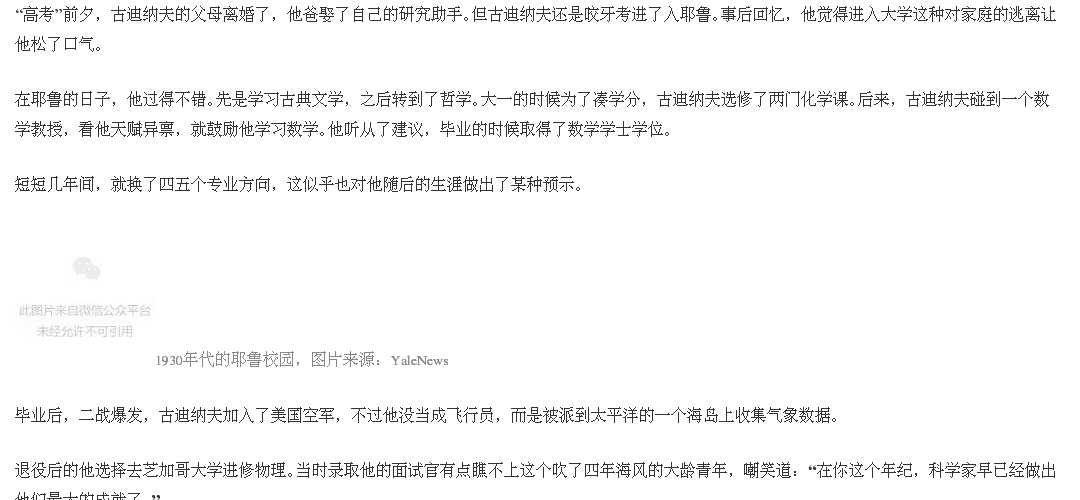 “高考”前夕，古迪纳夫的父母离婚了，他爸娶了自己的研究助手。但古迪纳夫还是咬牙考进了入耶鲁。事后回忆，他觉得进入大学这种对家庭的逃离让
他松了口气。
在耶鲁的日子，他过得不错。先是学习古典文学，之后转到了哲学。大一的时候为了凑学分，古迪纳夫选修了两门化学课。后来，古迪纳夫碰到一个数
学教授，看他天赋异禀，就鼓励他学习数学。他听从了建议，毕业的时候取得了数学学士学位。
短短几年间，就换了四五个专业方向，这似乎也对他随后的生涯做出了某种预示。
此图片来自微信公众平台
未经允许不可引用
1930年代的耶鲁校园，图片来源：YaleNews
毕业后，二战爆发，古迪纳夫加入了美国空军，不过他没当成飞行员，而是被派到太平洋的一个海岛上收集气象数据。
退役后的他选择去芝加哥大学进修物理。当时录取他的面试官有点瞧不上这个吹了四年海风的大龄青年，嘲笑道：“在你这个年纪，科学家早已经做出
他们最大的成就了。”